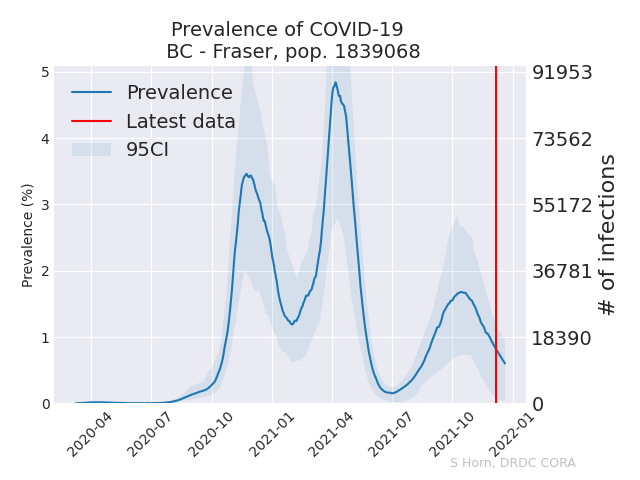 Prevalence of COVID-19
BC - Fraser, pop. 1839068
Prevalence
Latest data
95CI
Prevalence (%)
5
4
3
2
1
0
91953
73562
55172
36781
18390
0
# of infections
2020-04
2020-07
2020-10
2021-01
2021-04
2021-07
2021-10
2022-01
S Horn, DRDC CORA